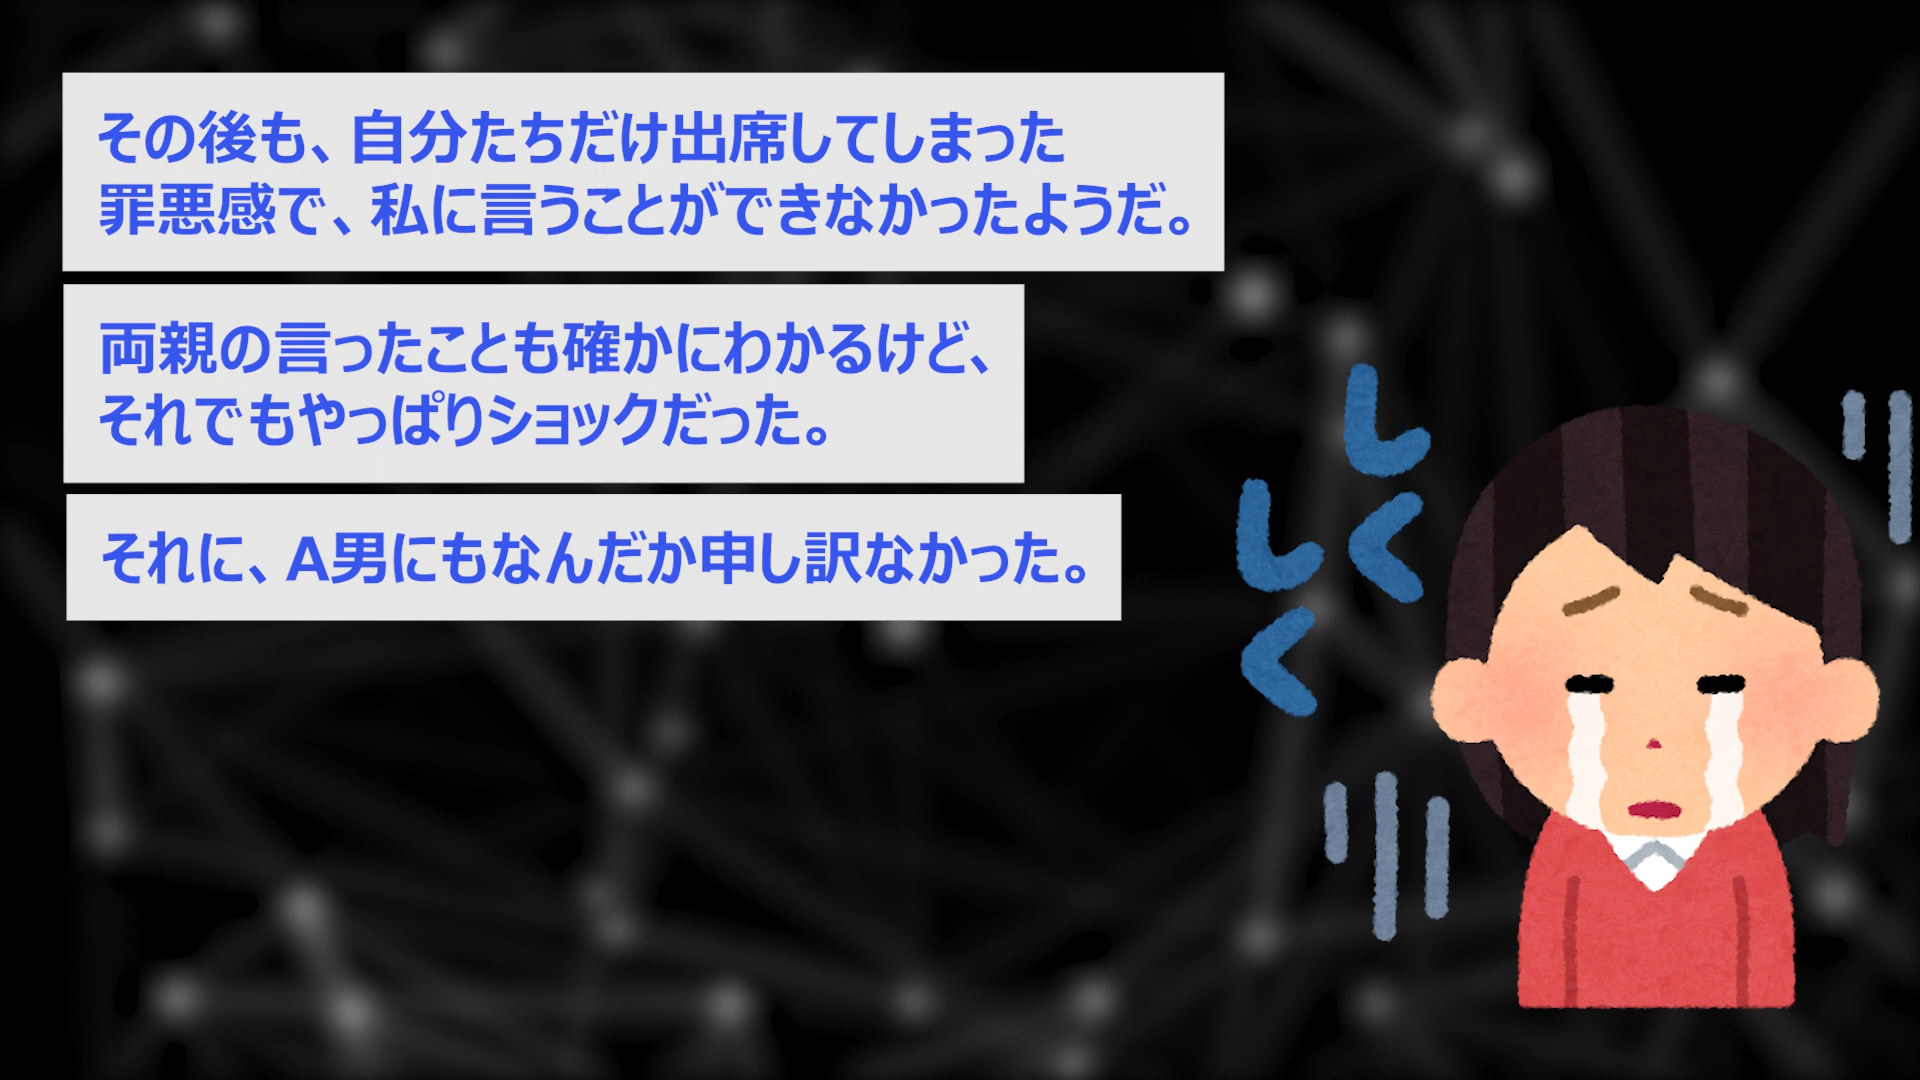 その後も、自分たちだけ出席してしまった
罪悪感で、私に言うことができなかったようだ。
両親の言ったことも確かにわかるけど、
それでもやっぱりショックだった。
それに、A男にもなんだか申し訳なかった。
しく
しく